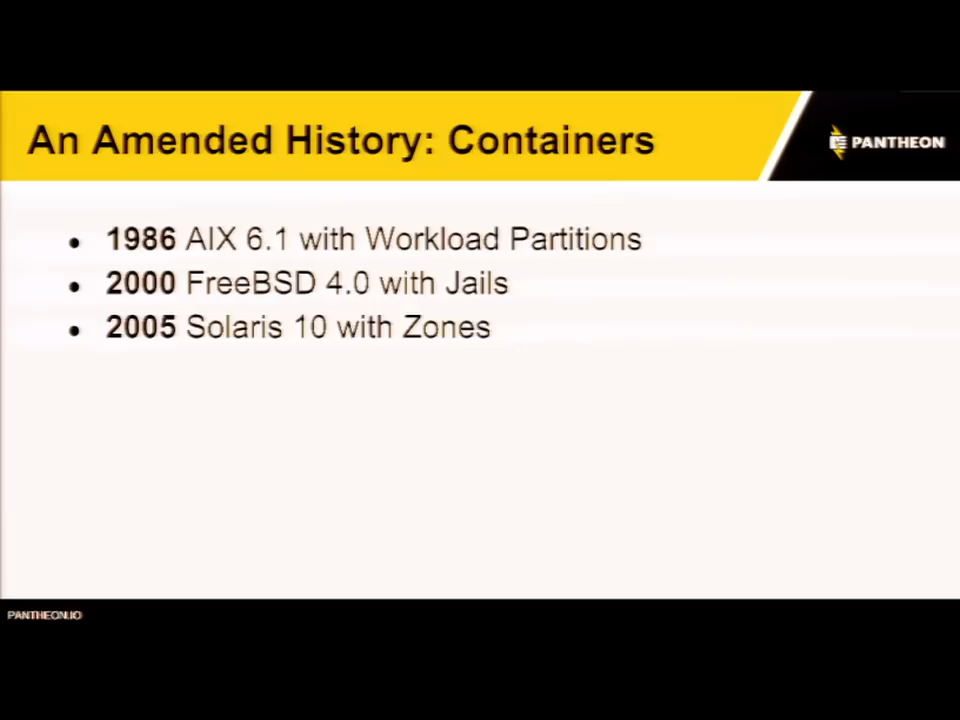 An Amended History: Containers
PANTHEON
• 1986 AIX 6.1 with Workload Partitions
• 2000 FreeBSD 4.0 with Jails
• 2005 Solaris 10 with Zones
PANTHEON.IO